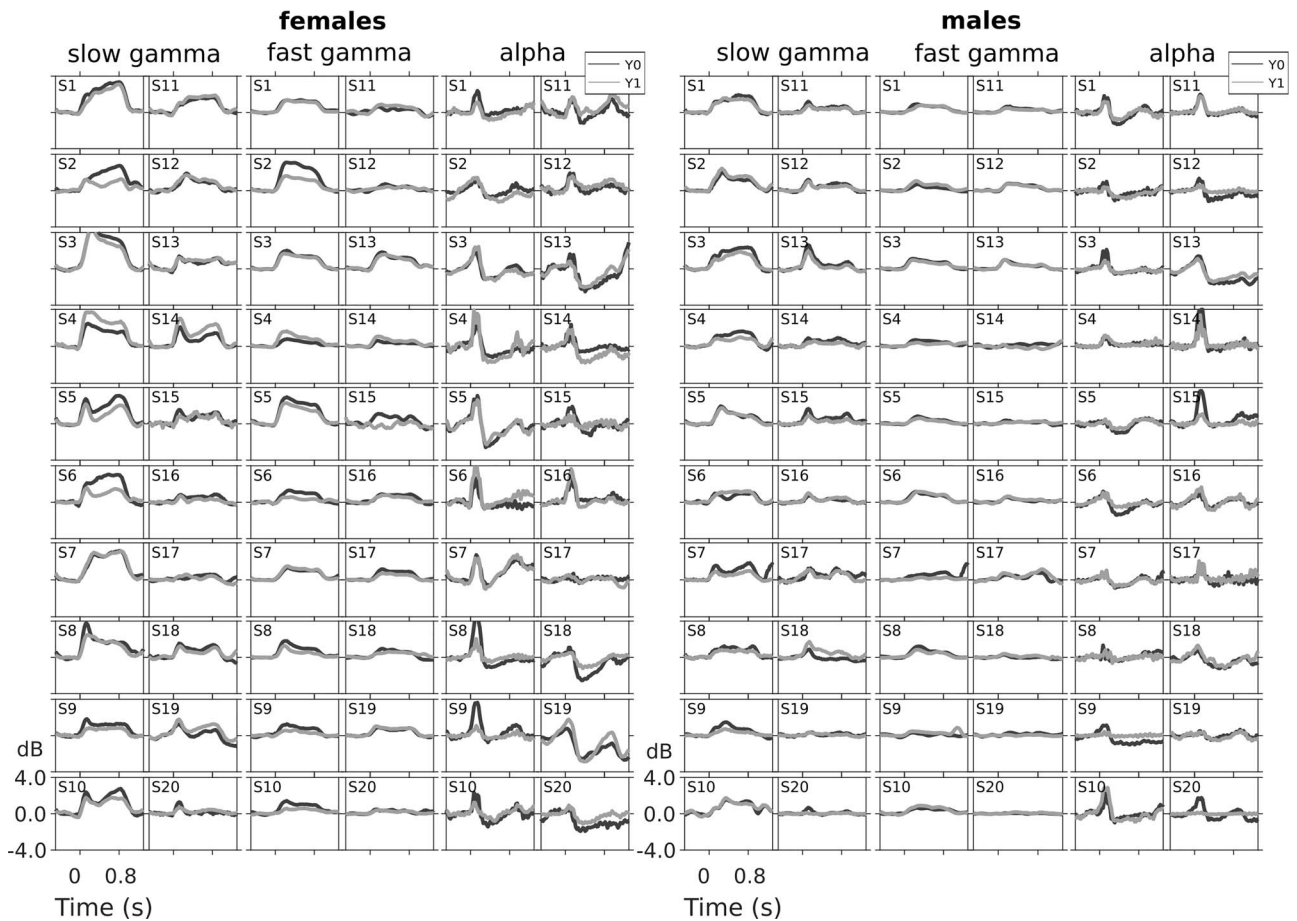 females males
slow gamma fast gamma alpha slow gamma fast gamma alpha
Y0 Y0
Y1 Y1
S1 S11 S1 S11 S1 S11 S1 S11 S1 S11 S1 S11
S2 S12 S2 S12 S2 S12 S2 S12 S2 S12 S2 S12
S3 S13 S3 S13 S3 S13 S3 S13 S3 S13 S3 S13
S4 S14 S4 S14 S4 S14 S4 S14 S4 S14 S4 S14
S5 S15 S5 S15 S5 S15 S5 S15 S5 S15 S5 S15
S6 S16 S6 S16 S6 S16 S6 S16 S6 S16 S6 S16
S7 S17 S7 S17 S7 S17 S7 S17 S7 S17 S7 S17
S8 S18 S8 S18 S8 S18 S8 S18 S8 S18 S8 S18
S9 S19 S9 S19 S9 S19 S9 S19 S9 S19 S9 S19
dB dB
4.0 4.0
S10 S20 S10 S20 S10 S20 S10 S20 S10 S20 S10 S20
0.0 0.0
-4.0 -4.0
0 0.8 0 0.8
Time (s) Time (s)